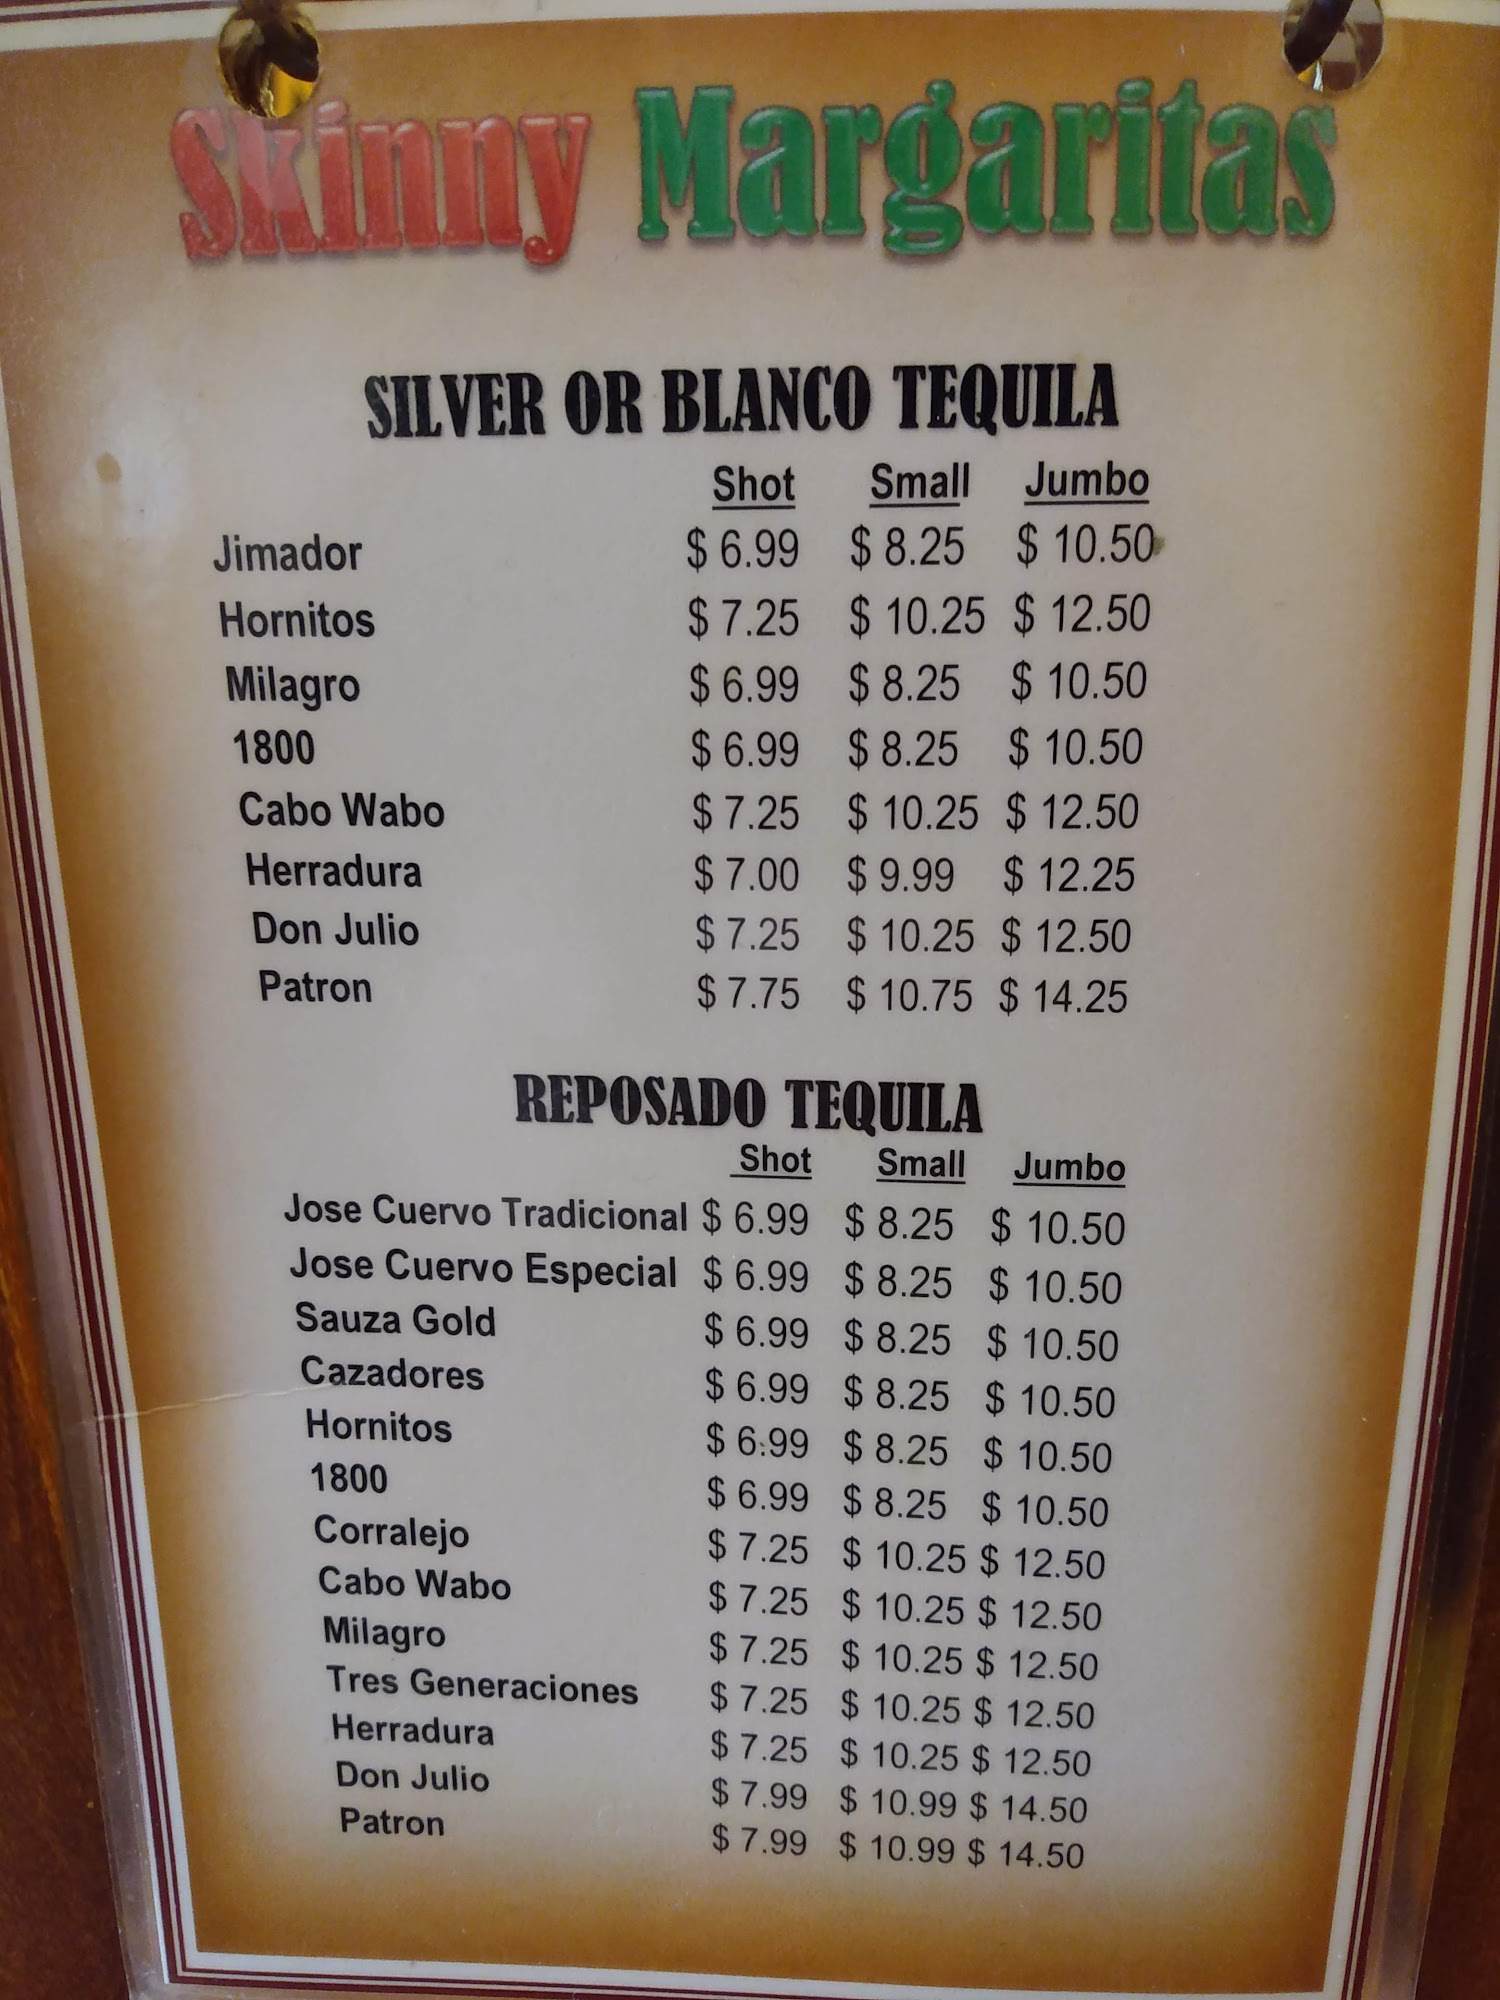 Skinny Margaritas
SILVER OR BLANCO TEQUILA
Shot Small Jumbo
Jimador $ 6.99 $ 8.25 $ 10.50
Hornitos $ 7.25 $ 10.25 $ 12.50
Milagro $ 6.99 $ 8.25 $ 10.50
1800 $ 6.99 $ 8.25 $ 10.50
Cabo Wabo $ 7.25 $ 10.25 $ 12.50
Herradura $ 7.00 $ 9.99 $ 12.25
Don Julio $ 7.25 $ 10.25 $ 12.50
Patron $ 7.75 $ 10.75 $ 14.25
REPOSADO TEQUILA
Shot Small Jumbo
Jose Cuervo Tradicional $ 6.99 $ 8.25 $ 10.50
Jose Cuervo Especial $ 6.99 $ 8.25 $ 10.50
Sauza Gold $ 6.99 $ 8.25 $ 10.50
Cazadores $ 6.99 $ 8.25 $ 10.50
Hornitos $ 6.99 $ 8.25 $ 10.50
1800 $ 6.99 $ 8.25 $ 10.50
Corralejo $ 7.25 $ 10.25 $ 12.50
Cabo Wabo $ 7.25 $ 10.25 $ 12.50
Milagro $ 7.25 $ 10.25 $ 12.50
Tres Generaciones $ 7.25 $ 10.25 $ 12.50
Herradura $ 7.25 $ 10.25 $ 12.50
Don Julio $ 7.99 $ 10.99 $ 14.50
Patron $ 7.99 $ 10.99 $ 14.50